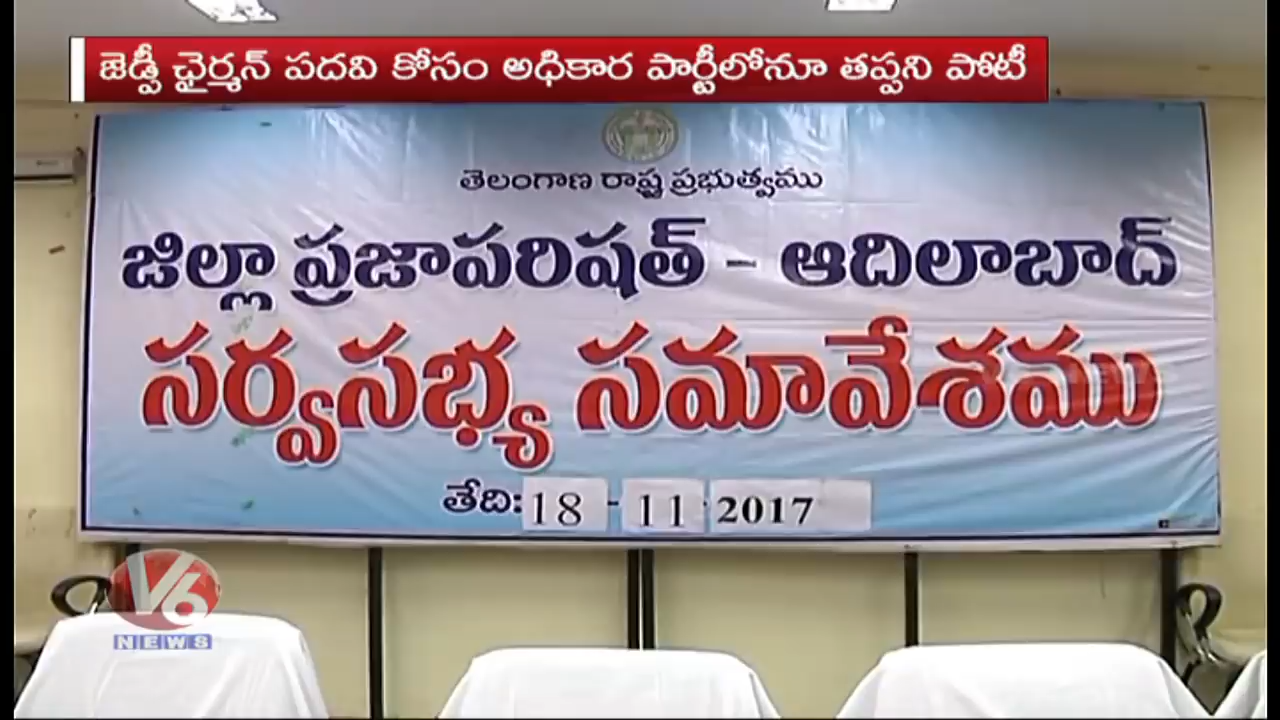 జెడ్పీ ఛైర్మన్ పదవి కోసం అధికార పార్టీలోనూ తప్పని పోటీ
తెలంగాణ రాష్ట్ర ప్రభుత్వము
జిల్లా ప్రజాపరిషత్ - ఆదిలాబాద్
సర్వసభ్య సమావేశము
తేది: 18 - 11 - 2017
V6
NEWS